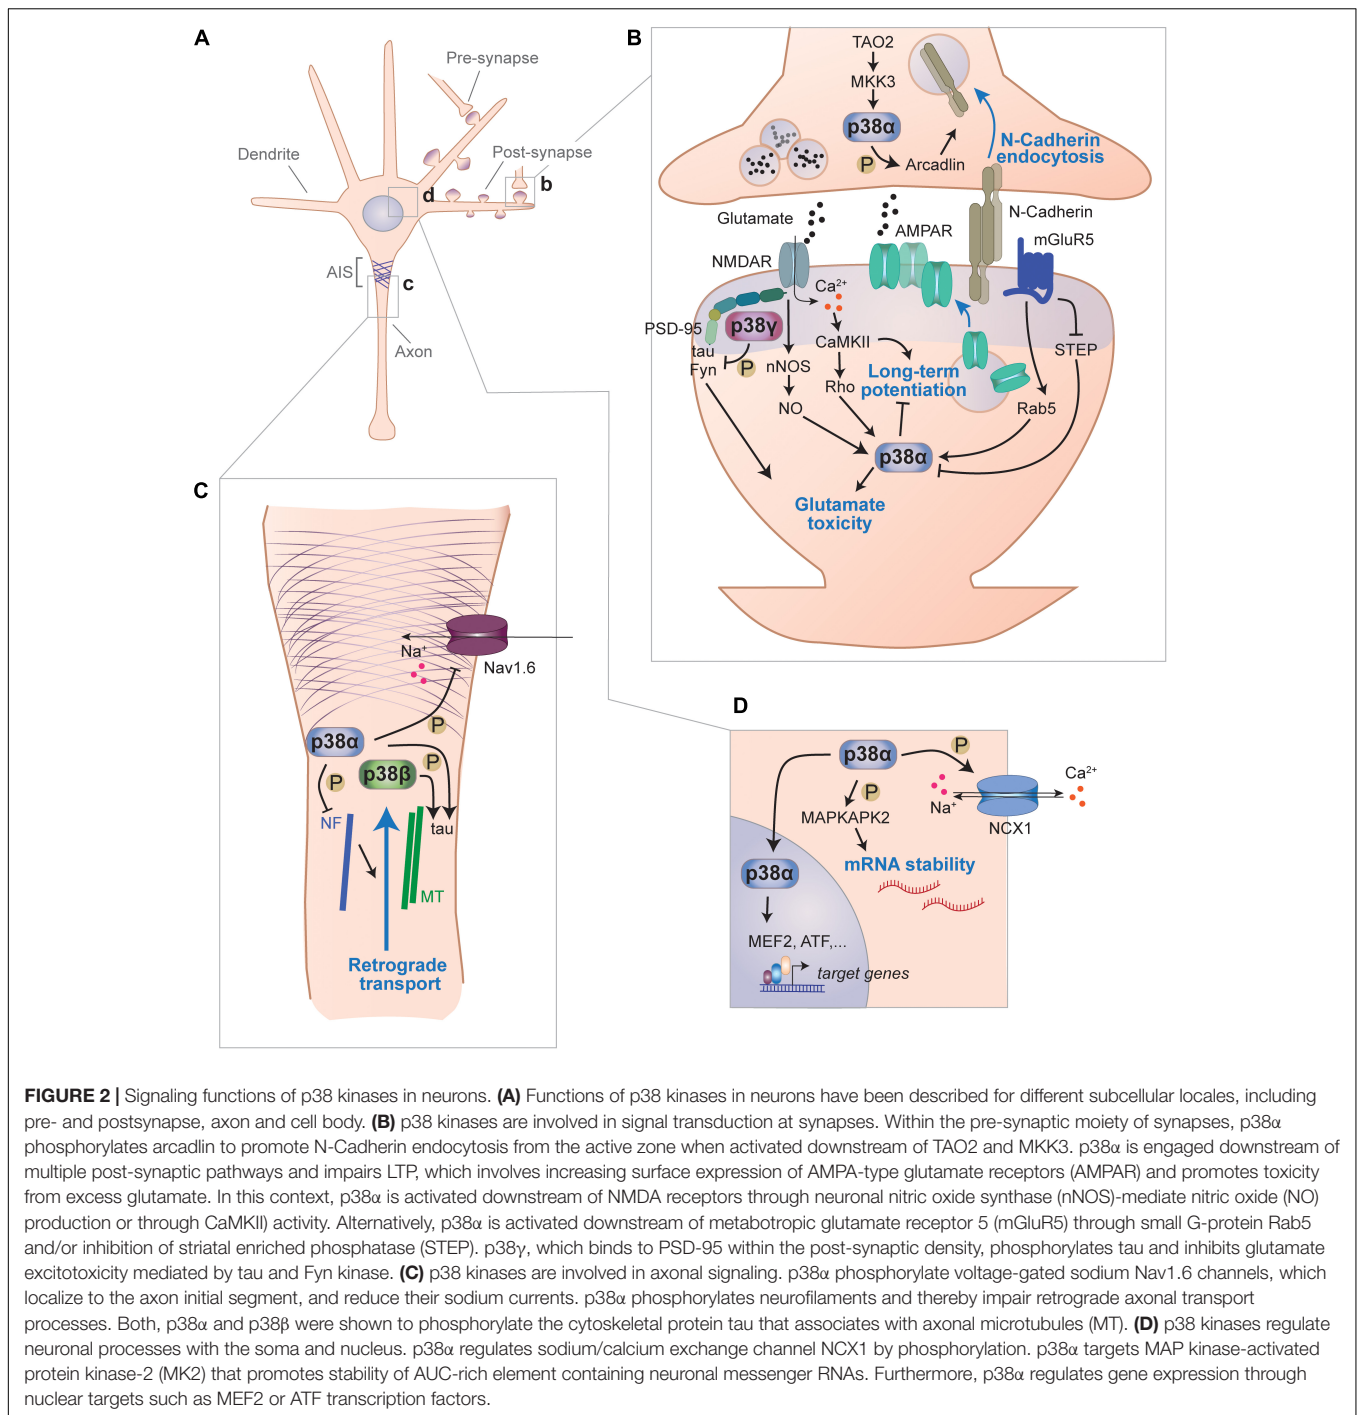 A
Pre-synapse
Dendrite
Post-synapse
b
d
AIS
c
Axon
B
TAO2
MKK3
p38α
P
Arcadlin
N-Cadherin
endocytosis
Glutamate
AMPAR
N-Cadherin
mGluR5
NMDAR
Ca²⁺
PSD-95
p38γ
tau
Fyn
P
nNOS
CaMKII
STEP
Long-term
potentiation
Rho
NO
Rab5
p38α
Glutamate
toxicity
C
Na⁺
Nav1.6
P
p38α
P
P
p38β
NF
tau
MT
Retrograde
transport
D
p38α
P
P
Ca²⁺
Na⁺
NCX1
MAPKAPK2
mRNA stability
p38α
MEF2, ATF,...
target genes
FIGURE 2 | Signaling functions of p38 kinases in neurons. (A) Functions of p38 kinases in neurons have been described for different subcellular locales, including
pre- and postsynapse, axon and cell body. (B) p38 kinases are involved in signal transduction at synapses. Within the pre-synaptic moiety of synapses, p38α
phosphorylates arcadlin to promote N-Cadherin endocytosis from the active zone when activated downstream of TAO2 and MKK3. p38α is engaged downstream of
multiple post-synaptic pathways and impairs LTP, which involves increasing surface expression of AMPA-type glutamate receptors (AMPAR) and promotes toxicity
from excess glutamate. In this context, p38α is activated downstream of NMDA receptors through neuronal nitric oxide synthase (nNOS)-mediate nitric oxide (NO)
production or through CaMKII) activity. Alternatively, p38α is activated downstream of metabotropic glutamate receptor 5 (mGluR5) through small G-protein Rab5
and/or inhibition of striatal enriched phosphatase (STEP). p38γ, which binds to PSD-95 within the post-synaptic density, phosphorylates tau and inhibits glutamate
excitotoxicity mediated by tau and Fyn kinase. (C) p38 kinases are involved in axonal signaling. p38α phosphorylate voltage-gated sodium Nav1.6 channels, which
localize to the axon initial segment, and reduce their sodium currents. p38α phosphorylates neurofilaments and thereby impair retrograde axonal transport
processes. Both, p38α and p38β were shown to phosphorylate the cytoskeletal protein tau that associates with axonal microtubules (MT). (D) p38 kinases regulate
neuronal processes with the soma and nucleus. p38α regulates sodium/calcium exchange channel NCX1 by phosphorylation. p38α targets MAP kinase-activated
protein kinase-2 (MK2) that promotes stability of AUC-rich element containing neuronal messenger RNAs. Furthermore, p38α regulates gene expression through
nuclear targets such as MEF2 or ATF transcription factors.